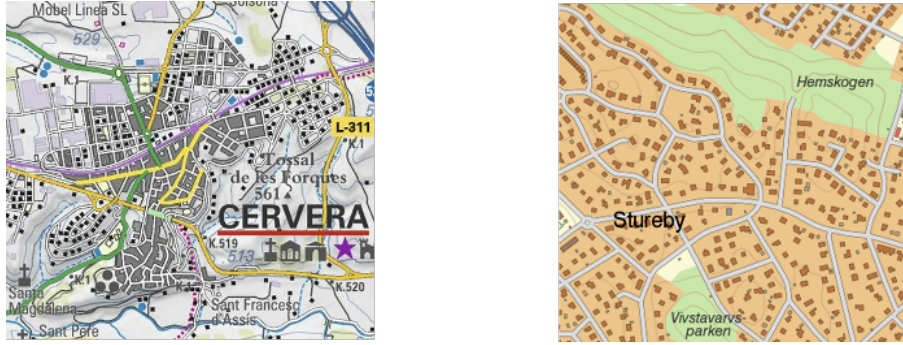 Mobel Linea SL
Solsona
529
K.1
L-311
K.1
Tossal
de les Forques
561
CERVERA
K.519
513
K.520
K.1
Santa
Magdalena
Sant Francesc
d'Assís
Sant Pere
Hemskogen
Stureby
Vivstavarvs-
parken